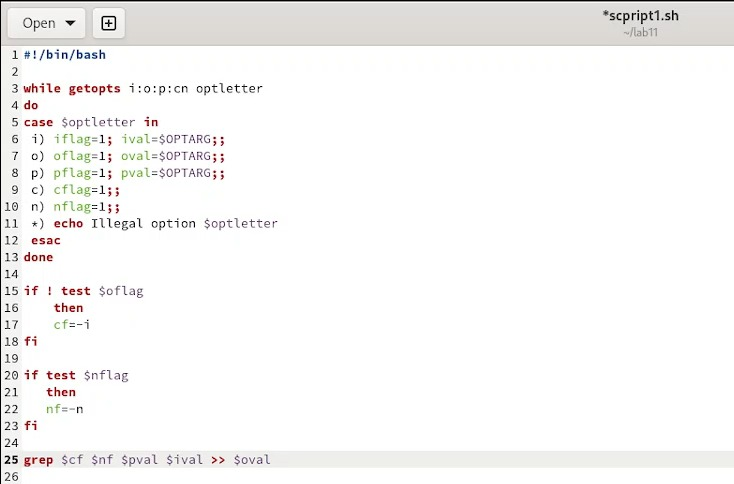 Open
*scpript1.sh
~/lab11
1 #!/bin/bash
2
3 while getopts i:o:p:cn optletter
4 do
5 case $optletter in
6 i) iflag=1; ival=$OPTARG;;
7 o) oflag=1; oval=$OPTARG;;
8 p) pflag=1; pval=$OPTARG;;
9 c) cflag=1;;
10 n) nflag=1;;
11 *) echo Illegal option $optletter
12 esac
13 done
14
15 if ! test $oflag
16 then
17 cf=-i
18 fi
19
20 if test $nflag
21 then
22 nf=-n
23 fi
24
25 grep $cf $nf $pval $ival >> $oval
26